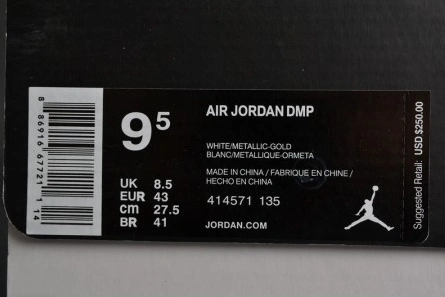 8 86916 67721 1 14
9⁵
AIR JORDAN DMP
WHITE/METALLIC-GOLD
BLANC/METALLIQUE-ORMETA
MADE IN CHINA / FABRIQUE EN CHINE /
HECHO EN CHINA
UK 8.5
EUR 43
cm 27.5
BR 41
414571 135
JORDAN.COM
Suggested Retail: USD $250.00